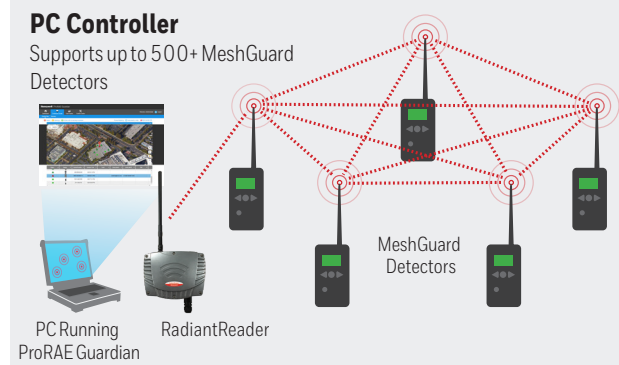 PC Controller
Supports up to 500+ MeshGuard
Detectors
MeshGuard
Detectors
PC Running
ProRAE Guardian
RadiantReader